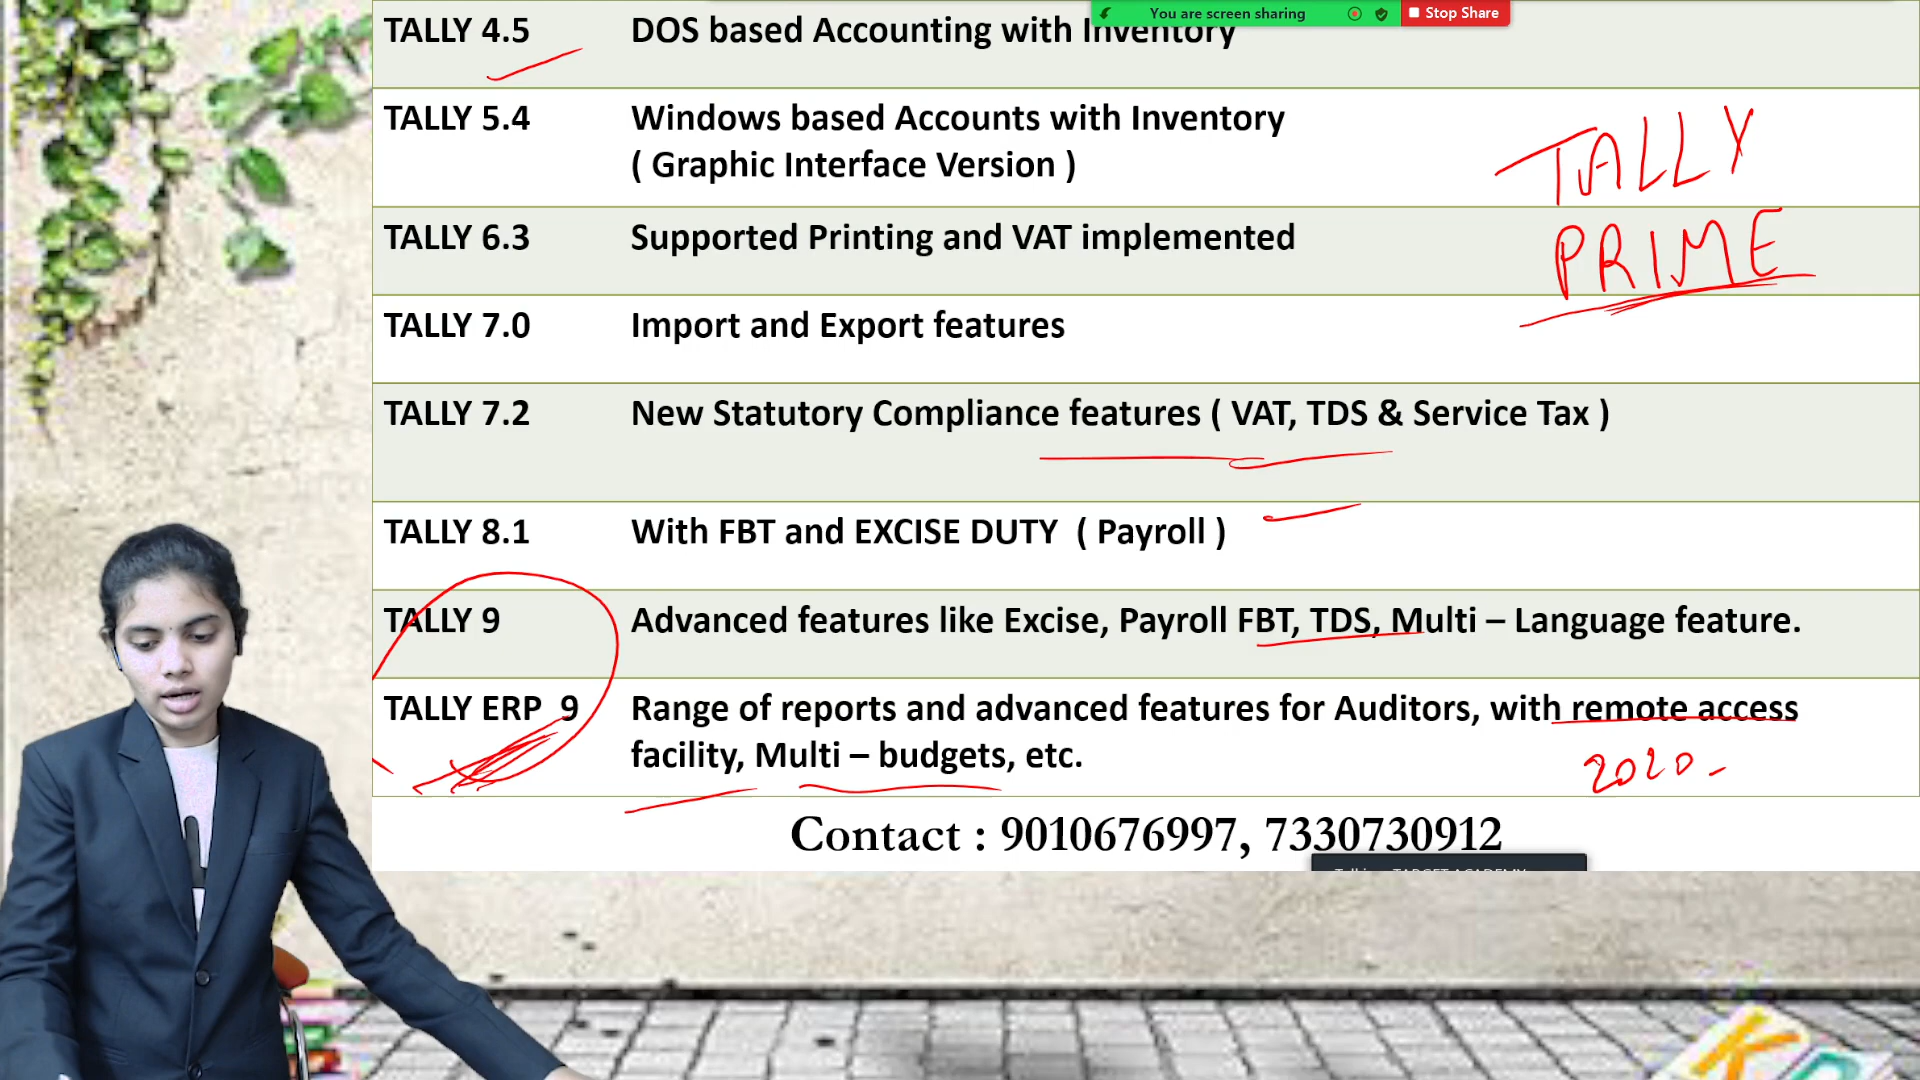 You are screen sharing
Stop Share
TALLY 4.5 DOS based Accounting with Inventory
TALLY 5.4 Windows based Accounts with Inventory
( Graphic Interface Version )
TALLY
PRIME
TALLY 6.3 Supported Printing and VAT implemented
TALLY 7.0 Import and Export features
TALLY 7.2 New Statutory Compliance features ( VAT, TDS & Service Tax )
TALLY 8.1 With FBT and EXCISE DUTY ( Payroll )
TALLY 9 Advanced features like Excise, Payroll FBT, TDS, Multi – Language feature.
TALLY ERP 9 Range of reports and advanced features for Auditors, with remote access
facility, Multi – budgets, etc.
2020 -
Contact : 9010676997, 7330730912